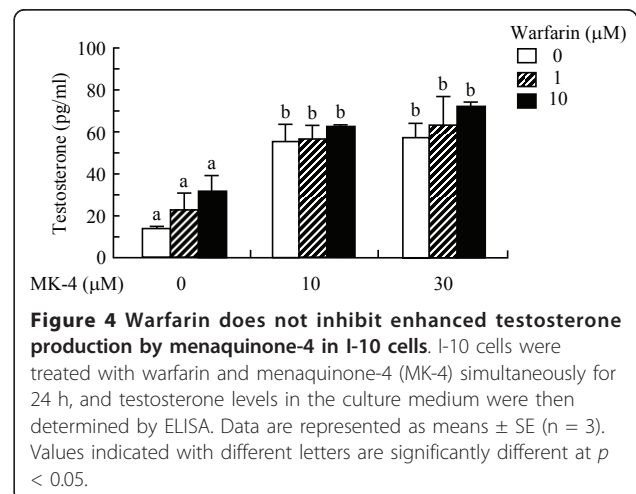 Warfarin (μM)
0
1
10
Testosterone (pg/ml)
100
80
60
40
20
0
a
a
a
b
b
b
b
b
b
MK-4 (μM)
0
10
30
Figure 4 Warfarin does not inhibit enhanced testosterone
production by menaquinone-4 in I-10 cells. I-10 cells were
treated with warfarin and menaquinone-4 (MK-4) simultaneously for
24 h, and testosterone levels in the culture medium were then
determined by ELISA. Data are represented as means ± SE (n = 3).
Values indicated with different letters are significantly different at p
< 0.05.